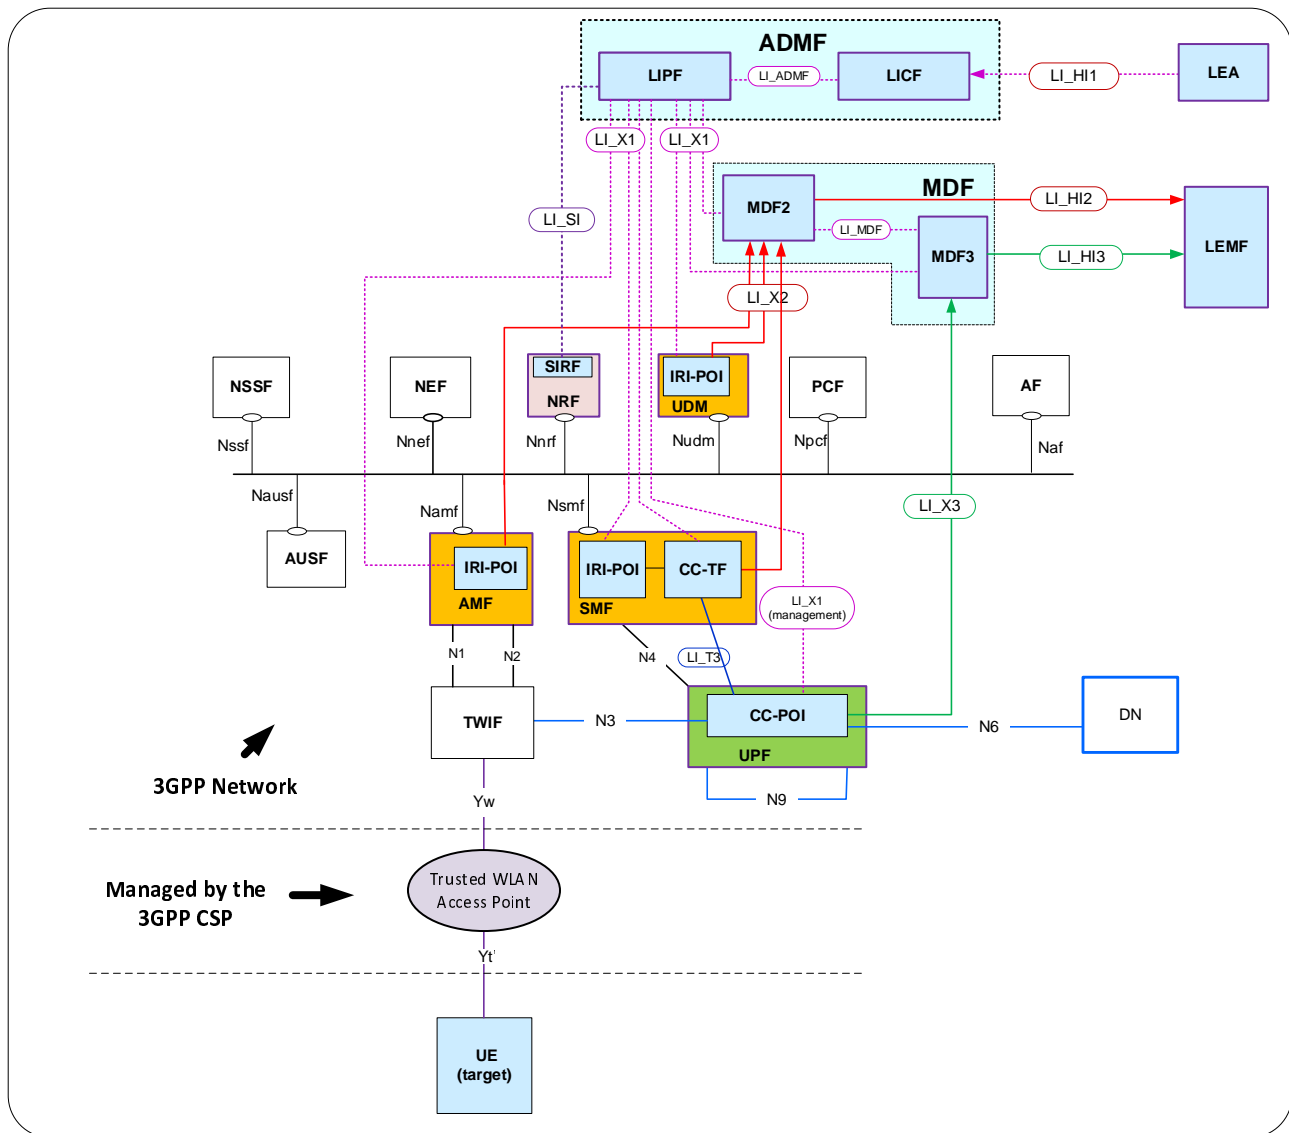 ADMF
LIPF
LI_ADMF
LICF
LI_HI1
LEA
LI_X1
LI_X1
MDF
MDF2
LI_HI2
LI_SI
LI_MDF
LEMF
MDF3
LI_HI3
LI_X2
SIRF
NSSF
NEF
NRF
IRI-POI
UDM
PCF
AF
Nssf
Nnef
Nnrf
Nudm
Npcf
Naf
Nausf
Namf
Nsmf
LI_X3
AUSF
IRI-POI
AMF
IRI-POI
CC-TF
SMF
LI_X1
(management)
N1
N2
N4
LI_T3
TWIF
N3
CC-POI
UPF
N6
DN
N9
3GPP Network
Yw
Managed by the
3GPP CSP
Trusted WLAN
Access Point
Yt'
UE
(target)